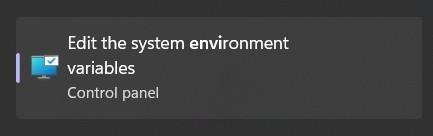 Edit the system environment
variables
Control panel